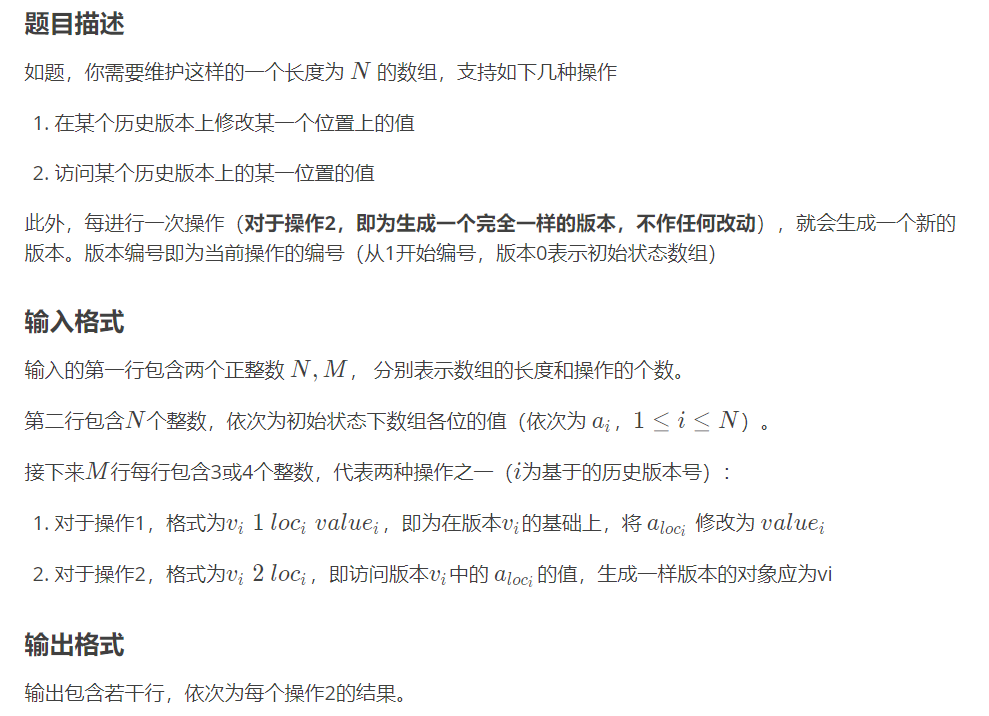 题目描述
如题，你需要维护这样的一个长度为 N 的数组，支持如下几种操作
1. 在某个历史版本上修改某一个位置上的值
2. 访问某个历史版本上的某一位置的值
此外，每进行一次操作（对于操作2，即为生成一个完全一样的版本，不作任何改动），就会生成一个新的
版本。版本编号即为当前操作的编号（从1开始编号，版本0表示初始状态数组）
输入格式
输入的第一行包含两个正整数 N, M， 分别表示数组的长度和操作的个数。
第二行包含N个整数，依次为初始状态下数组各位的值（依次为 a_i，1 ≤ i ≤ N）。
接下来M行每行包含3或4个整数，代表两种操作之一（i为基于的历史版本号）：
1. 对于操作1，格式为v_i 1 loc_i value_i，即为在版本v_i的基础上，将 a_{loc_i} 修改为 value_i
2. 对于操作2，格式为v_i 2 loc_i，即访问版本v_i中的 a_{loc_i}的值，生成一样版本的对象应为vi
输出格式
输出包含若干行，依次为每个操作2的结果。